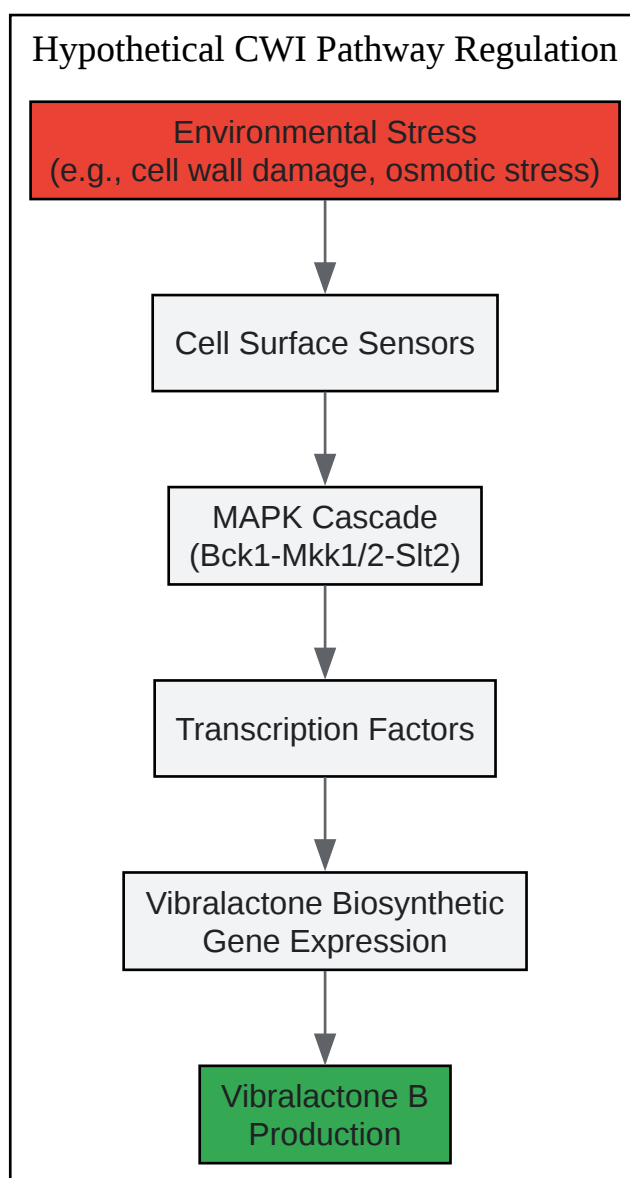 Hypothetical CWI Pathway Regulation
Environmental Stress
(e.g., cell wall damage, osmotic stress)
Cell Surface Sensors
MAPK Cascade
(Bck1-Mkk1/2-Slt2)
Transcription Factors
Vibralactone Biosynthetic
Gene Expression
Vibralactone B
Production